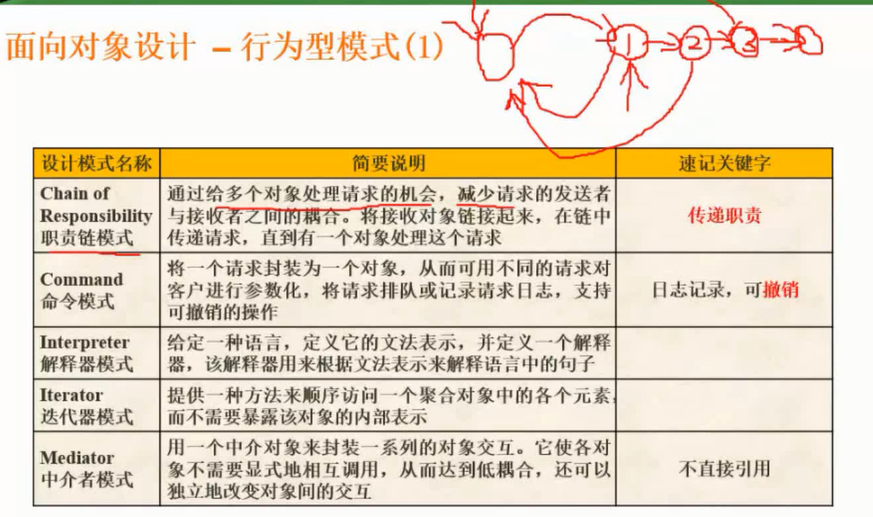 面向对象设计 – 行为型模式(1)
1 2 3
设计模式名称 简要说明 速记关键字
Chain of
Responsibility
职责链模式
通过给多个对象处理请求的机会，减少请求的发送者
与接收者之间的耦合。将接收对象链接起来，在链中
传递请求，直到有一个对象处理这个请求
传递职责
Command
命令模式
将一个请求封装为一个对象，从而可用不同的请求对
客户进行参数化，将请求排队或记录请求日志，支持
可撤销的操作
日志记录，可撤销
Interpreter
解释器模式
给定一种语言，定义它的文法表示，并定义一个解释
器，该解释器用来根据文法表示来解释语言中的句子
Iterator
迭代器模式
提供一种方法来顺序访问一个聚合对象中的各个元素，
而不需要暴露该对象的内部表示
Mediator
中介者模式
用一个中介对象来封装一系列的对象交互。它使各对
象不需要显式地相互调用，从而达到低耦合，还可以
独立地改变对象间的交互
不直接引用